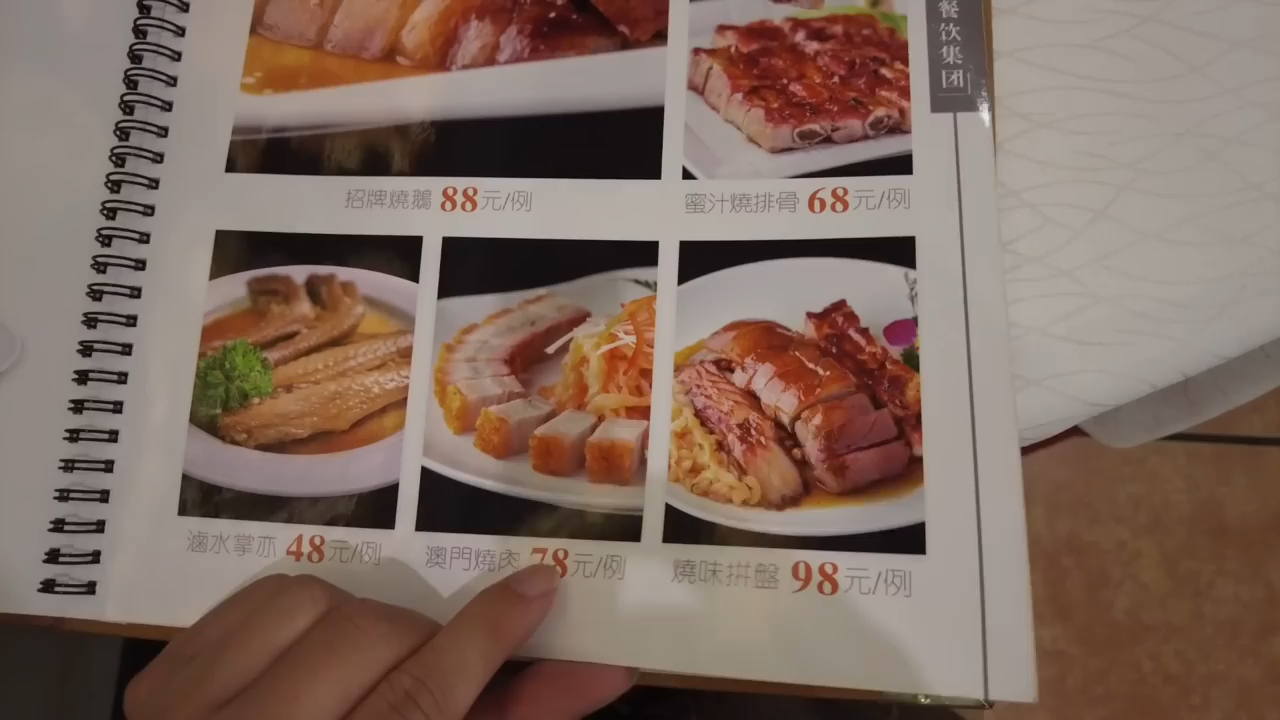 餐饮集团
招牌燒鵝 88元/例
蜜汁燒排骨 68元/例
滷水掌亦 48元/例
澳門燒肉 78元/例
燒味拼盤 98元/例